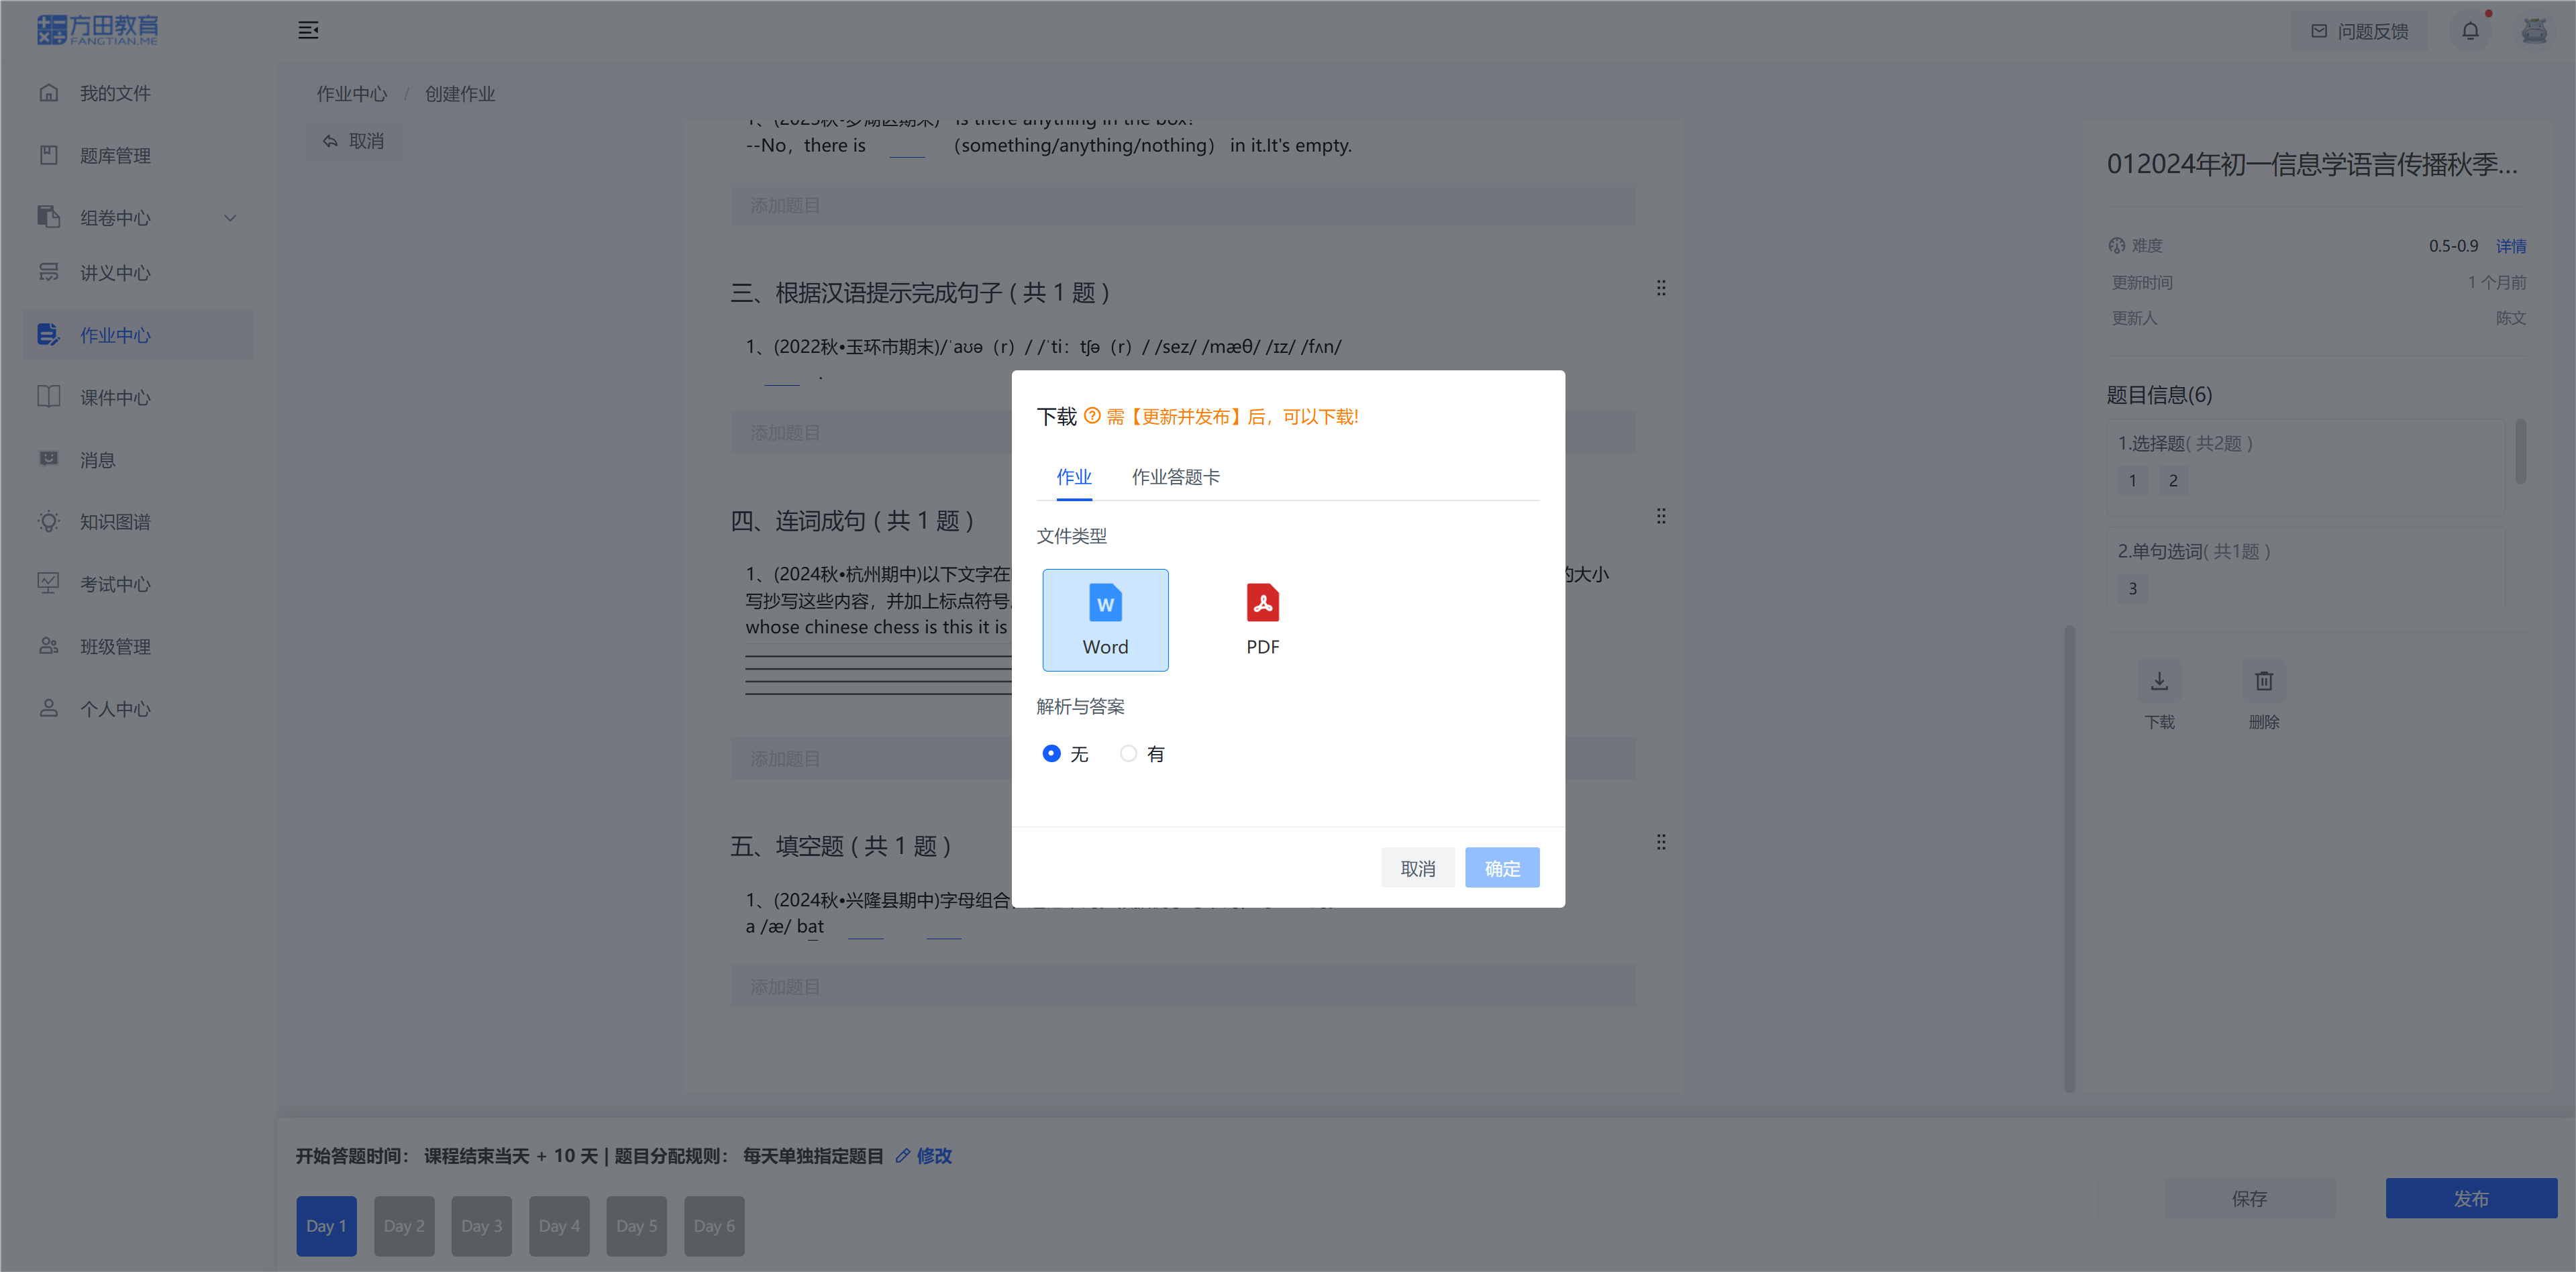 方田教育
FANGTIAN.ME
问题反馈
我的文件
题库管理
组卷中心
讲义中心
作业中心
课件中心
消息
知识图谱
考试中心
班级管理
个人中心
作业中心 / 创建作业
取消
--No，there is ____ （something/anything/nothing） in it.It's empty.
添加题目
三、根据汉语提示完成句子 ( 共 1 题 )
1、(2022秋•玉环市期末)/ˈaʊə（r）/ /ˈti：tʃə（r）/ /sez/ /mæθ/ /ɪz/ /fʌn/
____ .
添加题目
四、连词成句 ( 共 1 题 )
1、(2024秋•杭州期中)以下文字在
的大小
写抄写这些内容，并加上标点符号
whose chinese chess is this it is
添加题目
五、填空题 ( 共 1 题 )
1、(2024秋•兴隆县期中)字母组合
a /æ/ bat ____ ____
添加题目
下载 需【更新并发布】后，可以下载!
作业 作业答题卡
文件类型
W
Word PDF
解析与答案
无 有
取消 确定
012024年初一信息学语言传播秋季...
难度 0.5-0.9 详情
更新时间 1 个月前
更新人 陈文
题目信息(6)
1.选择题( 共2题 )
1 2
2.单句选词( 共1题 )
3
下载 删除
开始答题时间： 课程结束当天 + 10 天 | 题目分配规则： 每天单独指定题目 修改
Day 1 Day 2 Day 3 Day 4 Day 5 Day 6
保存 发布